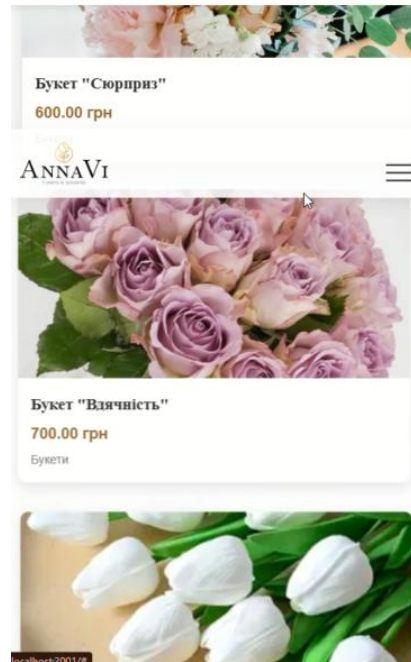 Букет "Сюрприз"
600.00 грн
ANNAVI
Букет "Вдячність"
700.00 грн
Букети
localhost:3001/#